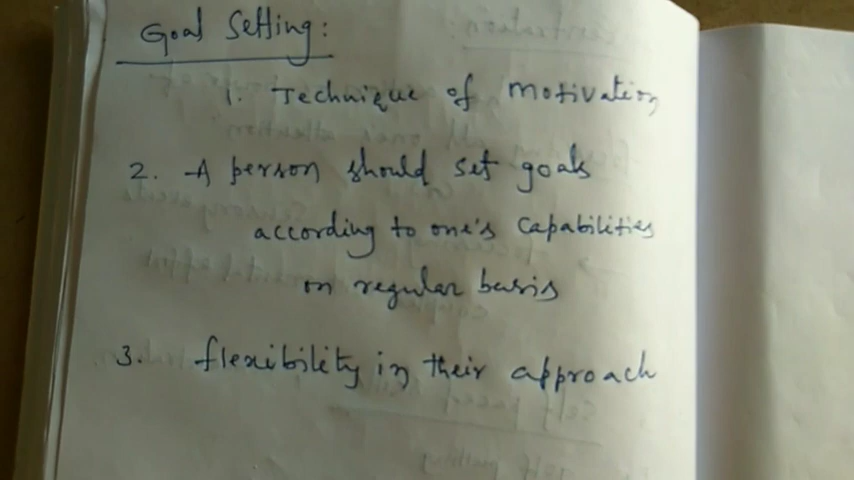 Goal Setting:
1. Technique of motivation
2. A person should set goals
according to one's capabilities
on regular basis
3. flexibility in their approach